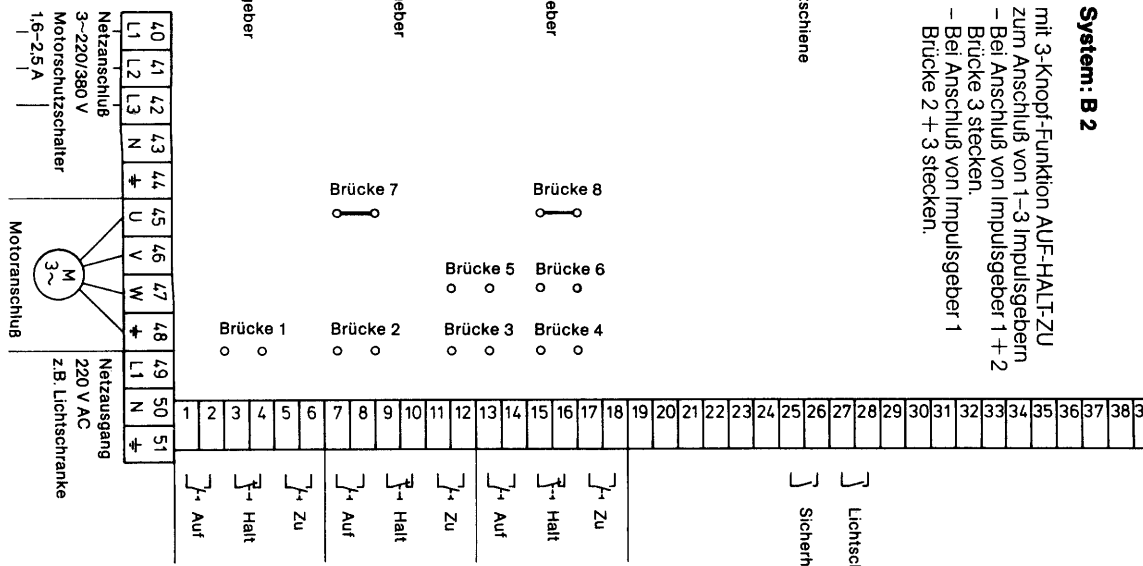 System: B 2
mit 3-Knopf-Funktion AUF-HALT-ZU
zum Anschluß von 1–3 Impulsgebern
– Bei Anschluß von Impulsgeber 1 + 2
Brücke 3 stecken.
– Bei Anschluß von Impulsgeber 1
Brücke 2 + 3 stecken.
40 41 42 43 44 45 46 47 48 49 50 51
L1 L2 L3 N U V W L1 N
Netzanschluß
3~220/380 V
Motorschutzschalter
1,6–2,5 A
M
3~
Motoranschluß
Netzausgang
220 V AC
z.B. Lichtschranke
Brücke 7
Brücke 8
Brücke 5
Brücke 6
Brücke 1
Brücke 2
Brücke 3
Brücke 4
1 2 3 4 5 6 7 8 9 10 11 12 13 14 15 16 17 18 19 20 21 22 23 24 25 26 27 28 29 30 31 32 33 34 35 36 37 38
Auf
Halt
Zu
Auf
Halt
Zu
Auf
Halt
Zu
geber
geber
eber
tschiene
Sicherh
Lichtsc